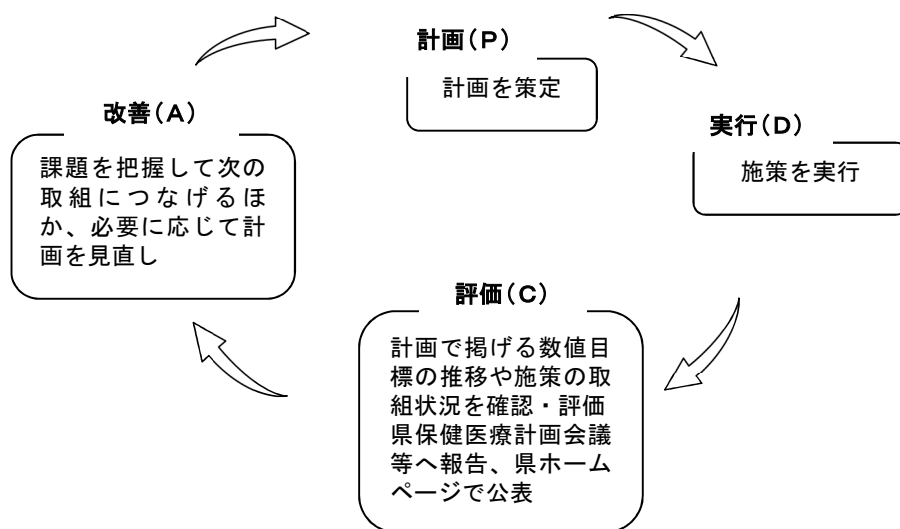 計画(P)
計画を策定
実行(D)
施策を実行
評価(C)
計画で掲げる数値目
標の推移や施策の取
組状況を確認・評価
県保健医療計画会議
等へ報告、県ホーム
ページで公表
改善(A)
課題を把握して次の
取組につなげるほ
か、必要に応じて計
画を見直し